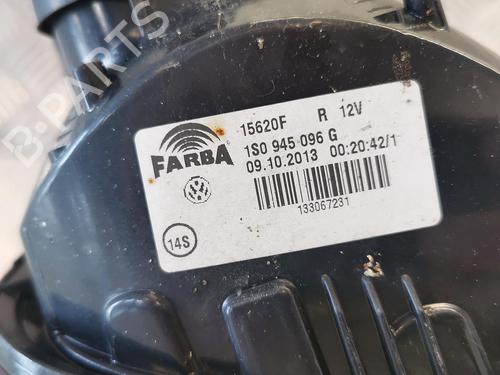 B-PARTS
15620F R 12V
FARBA
1S0 945 096 G
09.10.2013 00:20:42/1
133067231
14S